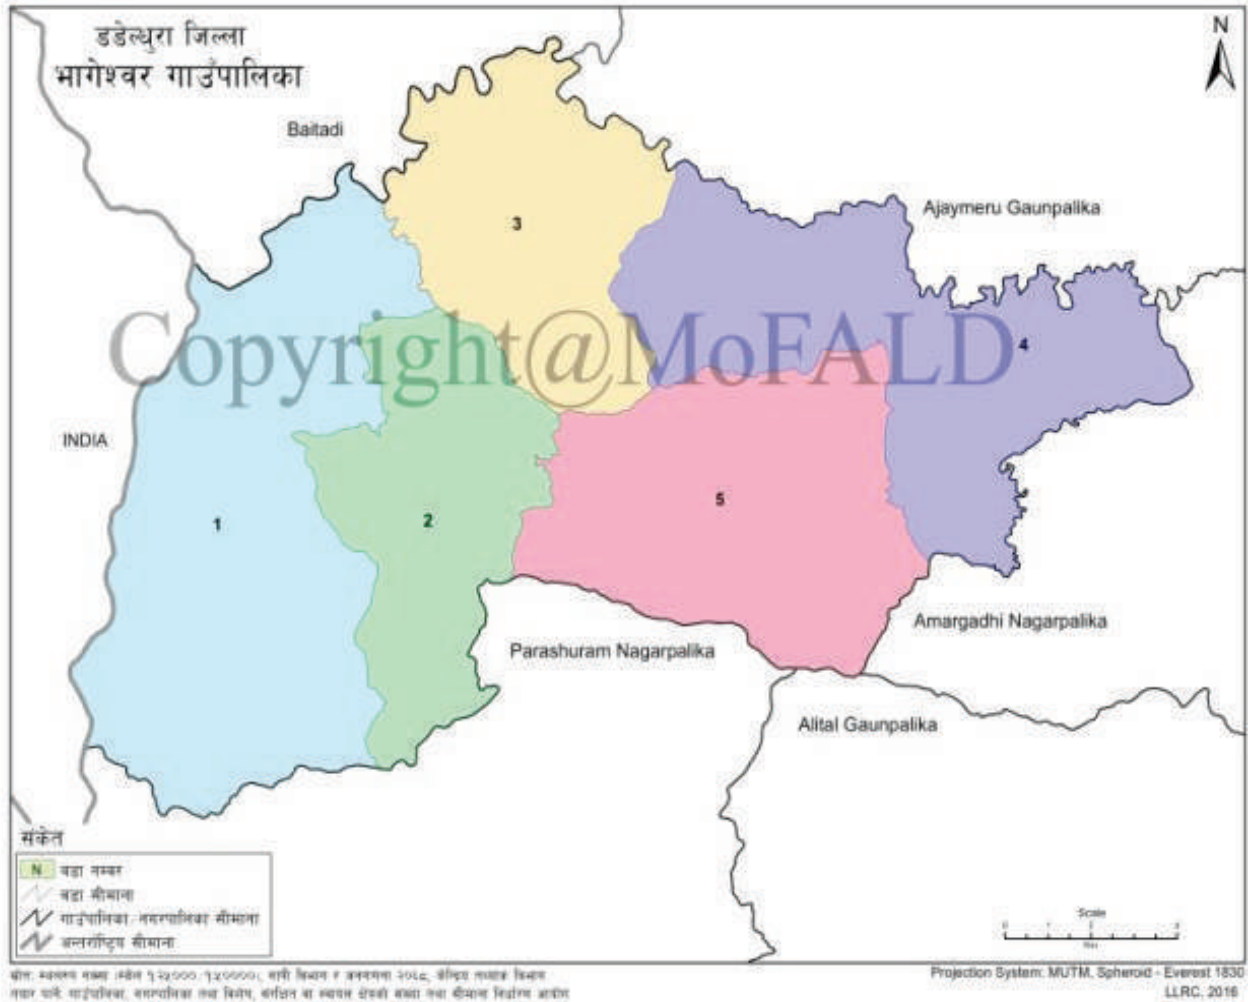 डडेल्धुरा जिल्ला
भागेश्वर गाउँपालिका
N
Baitadi
Ajaymeru Gaunpalika
3
Copyright@MoFALD
4
INDIA
1
2
5
Amargadhi Nagarpalika
Parashuram Nagarpalika
Alital Gaunpalika
संकेत
N वडा नम्बर
वडा सीमाना
गाउँपालिका नगरपालिका सीमाना
अन्तर्राष्ट्रिय सीमाना
Scale
Projection System: MUTM, Spheroid - Everest 1830
LLRC, 2016